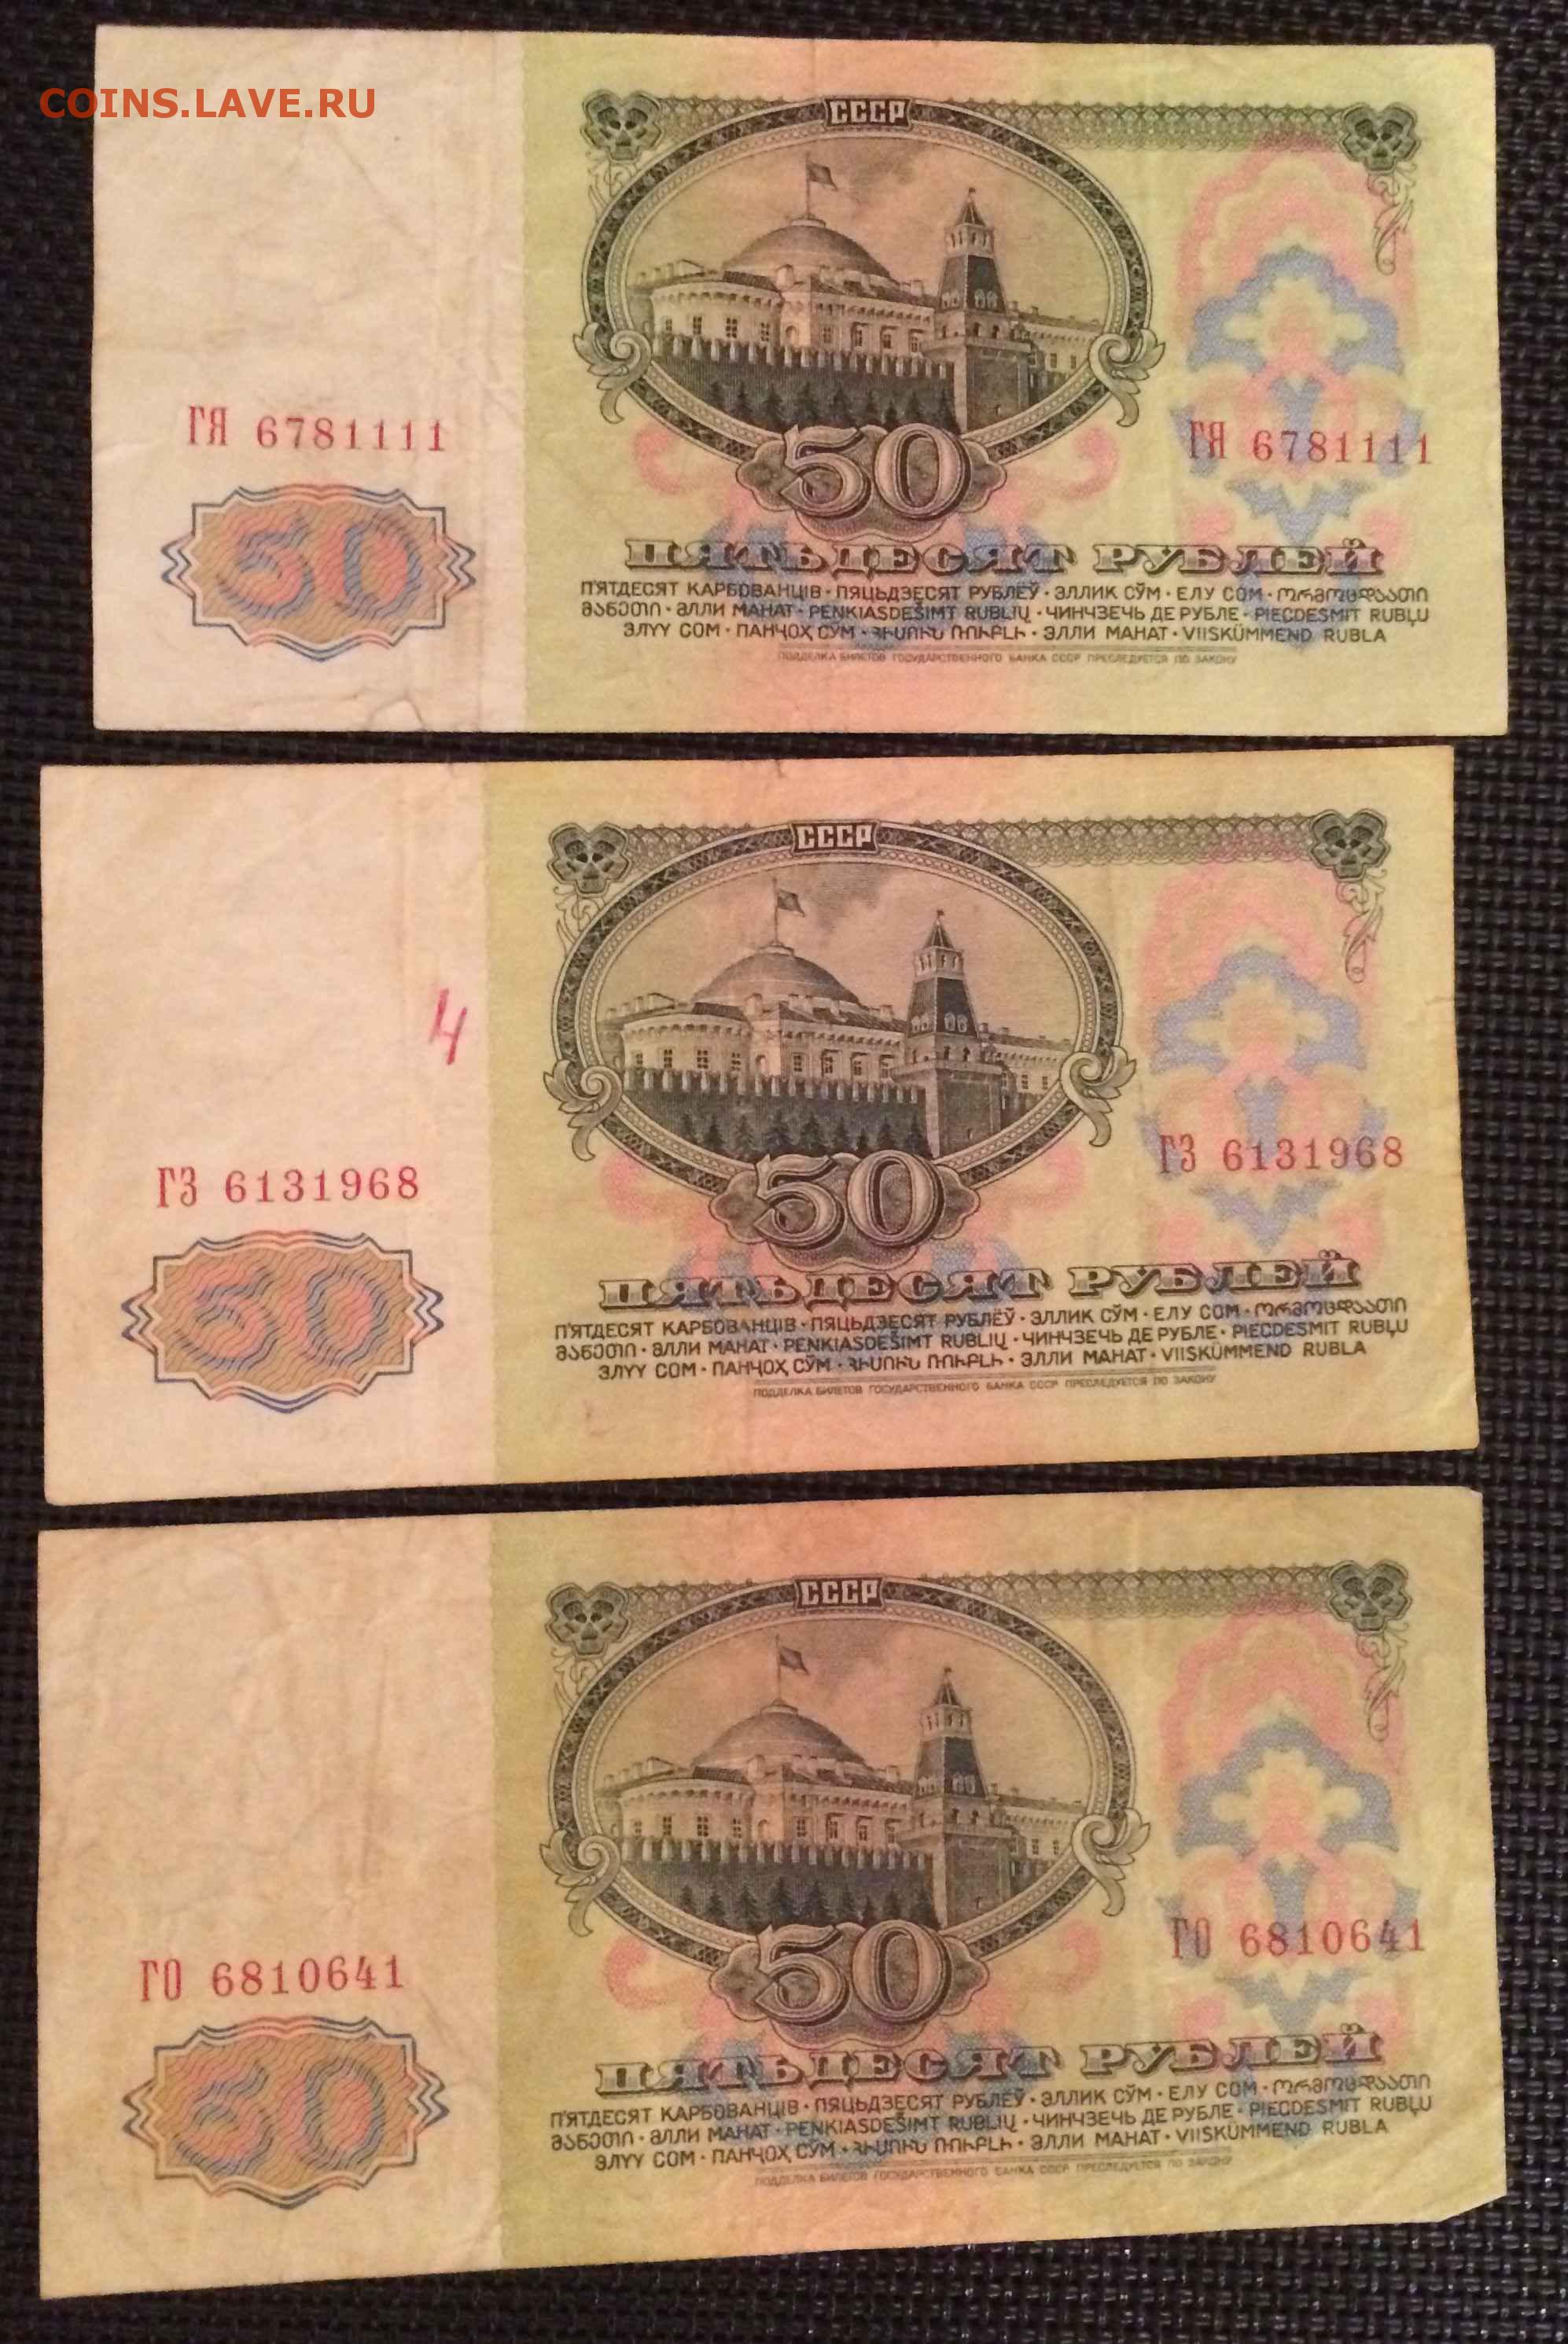 COINS.LAVE.RU
СССР
ГЯ 6781111
ГЯ 6781111
50
50
ПЯТЬДЕСЯТ РУБЛЕЙ
П'ЯТДЕСЯТ КАРБОВАНЦІВ · ПЯЦЬДЗЕСЯТ РУБЛЁЎ · ЭЛЛИК СЎМ · ЕЛУ СОМ · ორმოცდაათი
მანეთი · ӘЛЛИ МАНАТ · PENKIASDEŠIMT RUBLIŲ · ЧИНЧЗЕЧЬ ДЕ РУБЛЕ · PIECDESMIT RUBĻU
ЭЛҮҮ СОМ · ПАНҶОҲ СЎМ · ՀԻՍՈՒՆ ՌՈՒԲԼԻ · ЭЛЛИ МАНАТ · VIISKÜMMEND RUBLA
ПОДДЕЛКА БИЛЕТОВ ГОСУДАРСТВЕННОГО БАНКА СССР ПРЕСЛЕДУЕТСЯ ПО ЗАКОНУ
СССР
4
ГЗ 6131968
ГЗ 6131968
50
50
ПЯТЬДЕСЯТ РУБЛЕЙ
П'ЯТДЕСЯТ КАРБОВАНЦІВ · ПЯЦЬДЗЕСЯТ РУБЛЁЎ · ЭЛЛИК СЎМ · ЕЛУ СОМ · ორმოცდაათი
მანეთი · ӘЛЛИ МАНАТ · PENKIASDEŠIMT RUBLIŲ · ЧИНЧЗЕЧЬ ДЕ РУБЛЕ · PIECDESMIT RUBĻU
ЭЛҮҮ СОМ · ПАНҶОҲ СЎМ · ՀԻՍՈՒՆ ՌՈՒԲԼԻ · ЭЛЛИ МАНАТ · VIISKÜMMEND RUBLA
ПОДДЕЛКА БИЛЕТОВ ГОСУДАРСТВЕННОГО БАНКА СССР ПРЕСЛЕДУЕТСЯ ПО ЗАКОНУ
СССР
ГО 6810641
ГО 6810641
50
50
ПЯТЬДЕСЯТ РУБЛЕЙ
П'ЯТДЕСЯТ КАРБОВАНЦІВ · ПЯЦЬДЗЕСЯТ РУБЛЁЎ · ЭЛЛИК СЎМ · ЕЛУ СОМ · ორმოცდაათი
მანეთი · ӘЛЛИ МАНАТ · PENKIASDEŠIMT RUBLIŲ · ЧИНЧЗЕЧЬ ДЕ РУБЛЕ · PIECDESMIT RUBĻU
ЭЛҮҮ СОМ · ПАНҶОҲ СЎМ · ՀԻՍՈՒՆ ՌՈՒԲԼԻ · ЭЛЛИ МАНАТ · VIISKÜMMEND RUBLA
ПОДДЕЛКА БИЛЕТОВ ГОСУДАРСТВЕННОГО БАНКА СССР ПРЕСЛЕДУЕТСЯ ПО ЗАКОНУ